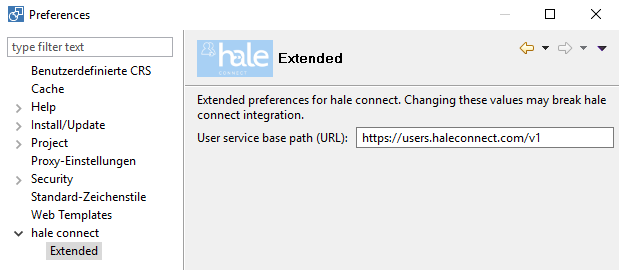 Preferences
type filter text
Benutzerdefinierte CRS
Cache
Help
Install/Update
Project
Proxy-Einstellungen
Security
Standard-Zeichenstile
Web Templates
hale connect
Extended
hale
CONNECT
Extended
Extended preferences for hale connect. Changing these values may break hale
connect integration.
User service base path (URL): https://users.haleconnect.com/v1